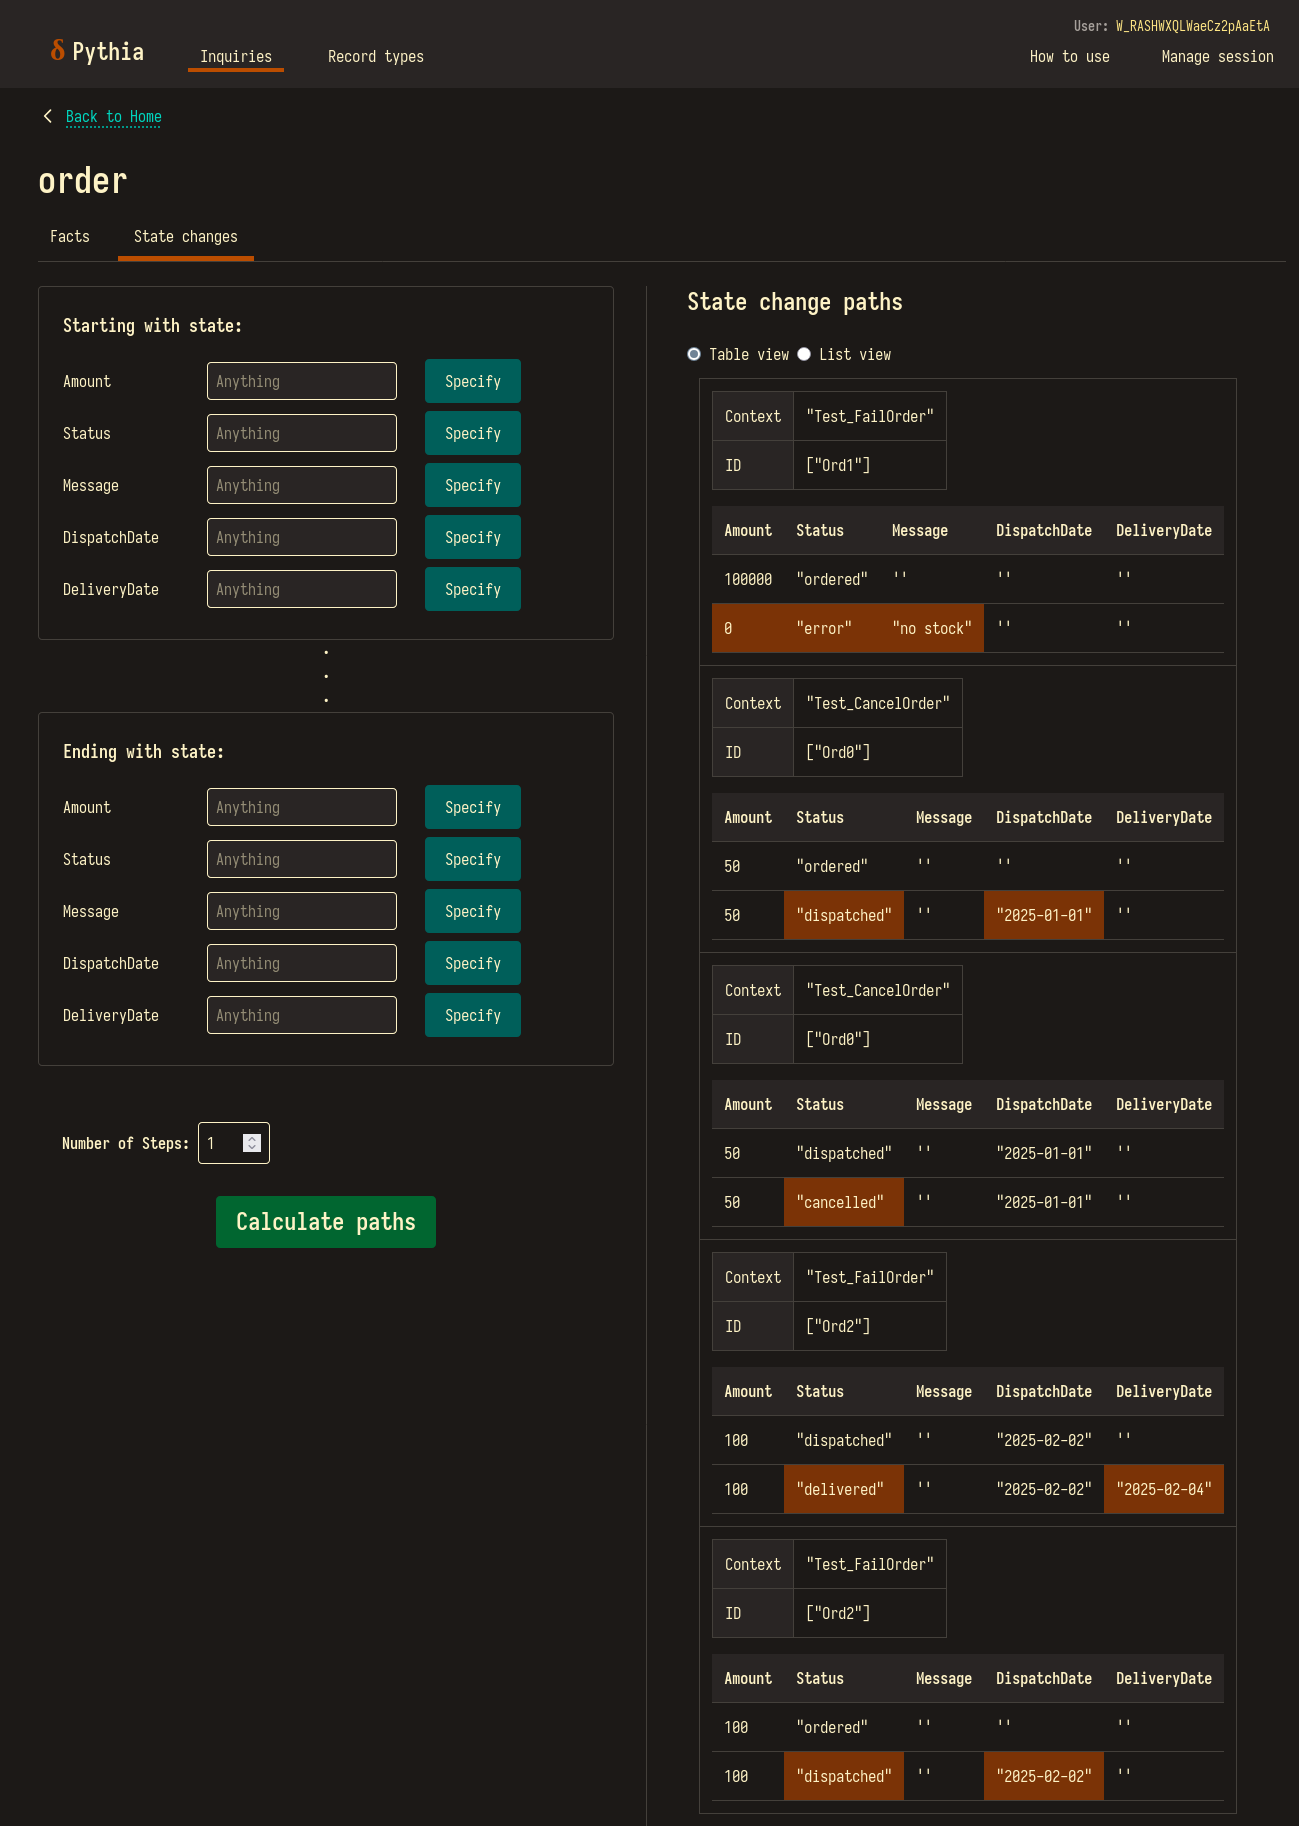 User: W_RASHWXQLWaeCz2pAaEtA
δ Pythia Inquiries Record types How to use Manage session
Back to Home
order
Facts State changes
Starting with state:
Amount Anything Specify
Status Anything Specify
Message Anything Specify
DispatchDate Anything Specify
DeliveryDate Anything Specify
.
.
.
Ending with state:
Amount Anything Specify
Status Anything Specify
Message Anything Specify
DispatchDate Anything Specify
DeliveryDate Anything Specify
Number of Steps: 1
Calculate paths
State change paths
Table view List view
Context "Test_FailOrder"
ID ["Ord1"]
Amount Status Message DispatchDate DeliveryDate
100000 "ordered" '' '' ''
0 "error" "no stock" '' ''
Context "Test_CancelOrder"
ID ["Ord0"]
Amount Status Message DispatchDate DeliveryDate
50 "ordered" '' '' ''
50 "dispatched" '' "2025-01-01" ''
Context "Test_CancelOrder"
ID ["Ord0"]
Amount Status Message DispatchDate DeliveryDate
50 "dispatched" '' "2025-01-01" ''
50 "cancelled" '' "2025-01-01" ''
Context "Test_FailOrder"
ID ["Ord2"]
Amount Status Message DispatchDate DeliveryDate
100 "dispatched" '' "2025-02-02" ''
100 "delivered" '' "2025-02-02" "2025-02-04"
Context "Test_FailOrder"
ID ["Ord2"]
Amount Status Message DispatchDate DeliveryDate
100 "ordered" '' '' ''
100 "dispatched" '' "2025-02-02" ''